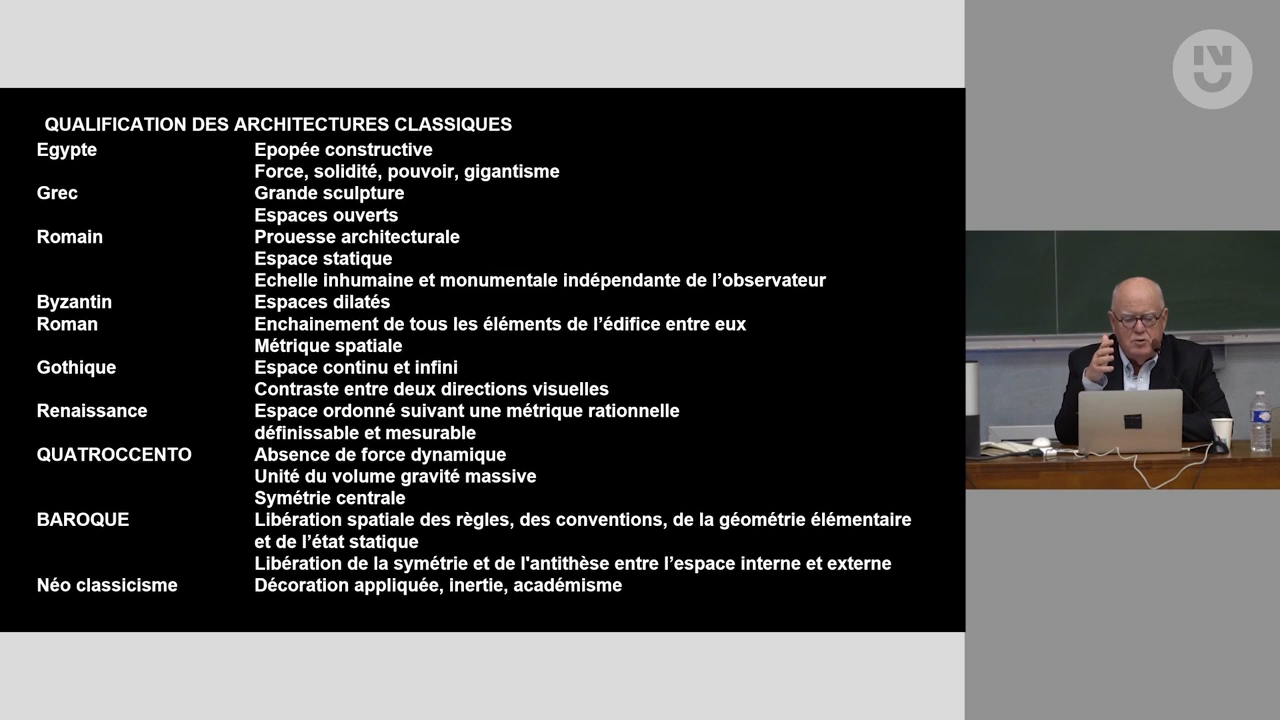 QUALIFICATION DES ARCHITECTURES CLASSIQUES
Egypte Epopée constructive
Force, solidité, pouvoir, gigantisme
Grec Grande sculpture
Espaces ouverts
Romain Prouesse architecturale
Espace statique
Echelle inhumaine et monumentale indépendante de l’observateur
Byzantin Espaces dilatés
Roman Enchainement de tous les éléments de l’édifice entre eux
Métrique spatiale
Gothique Espace continu et infini
Contraste entre deux directions visuelles
Renaissance Espace ordonné suivant une métrique rationnelle
définissable et mesurable
QUATROCCENTO Absence de force dynamique
Unité du volume gravité massive
Symétrie centrale
BAROQUE Libération spatiale des règles, des conventions, de la géométrie élémentaire
et de l’état statique
Libération de la symétrie et de l'antithèse entre l’espace interne et externe
Néo classicisme Décoration appliquée, inertie, académisme